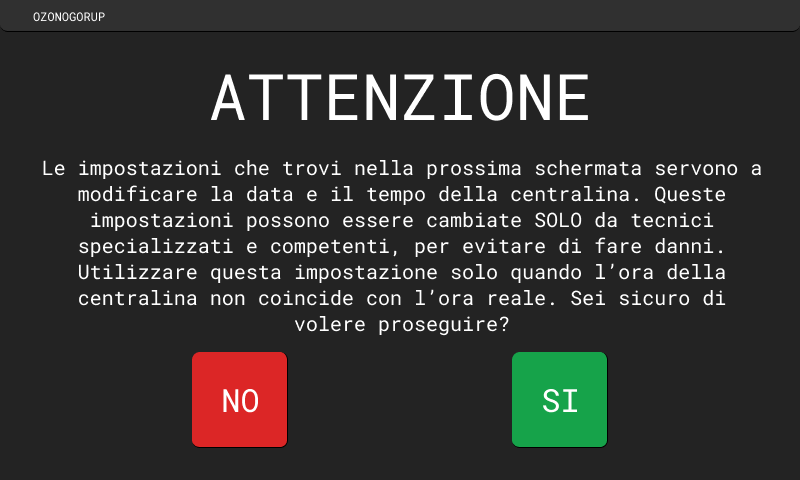 OZONOGORUP
ATTENZIONE
Le impostazioni che trovi nella prossima schermata servono a
modificare la data e il tempo della centralina. Queste
impostazioni possono essere cambiate SOLO da tecnici
specializzati e competenti, per evitare di fare danni.
Utilizzare questa impostazione solo quando l’ora della
centralina non coincide con l’ora reale. Sei sicuro di
volere proseguire?
NO
SI